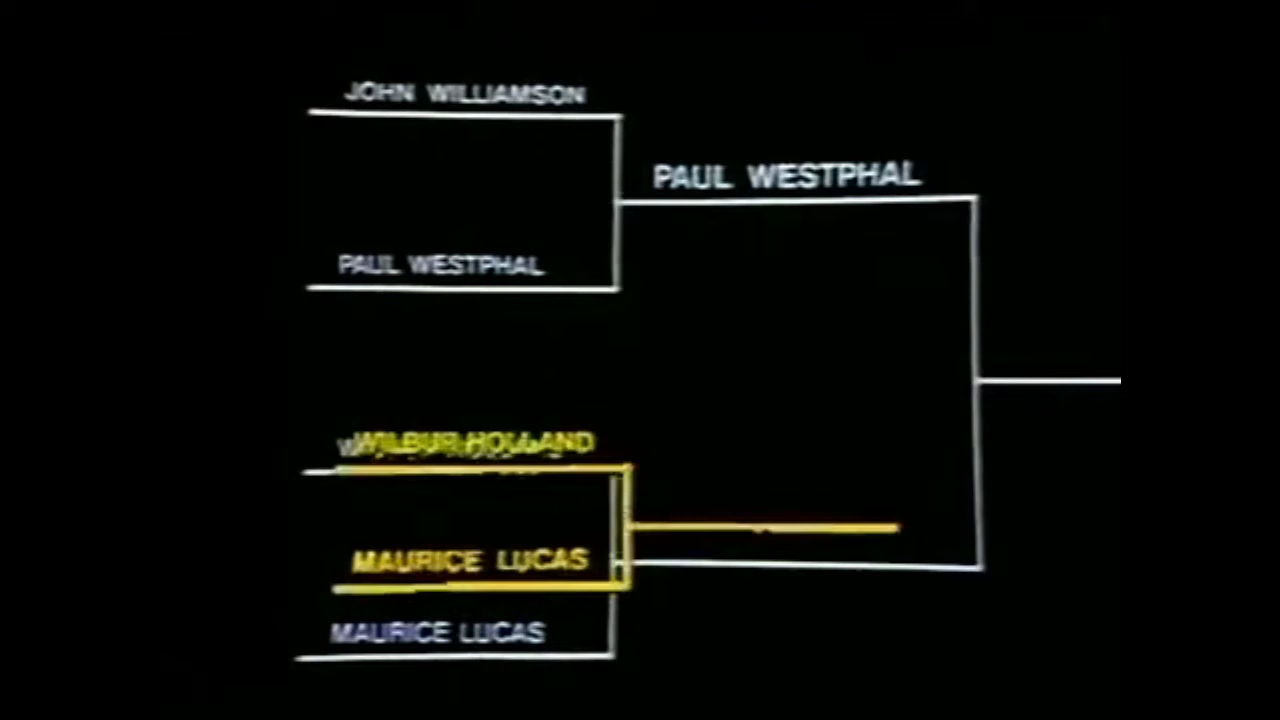 JOHN WILLIAMSON
PAUL WESTPHAL
PAUL WESTPHAL
WILBUR HOLLAND
MAURICE LUCAS
MAURICE LUCAS